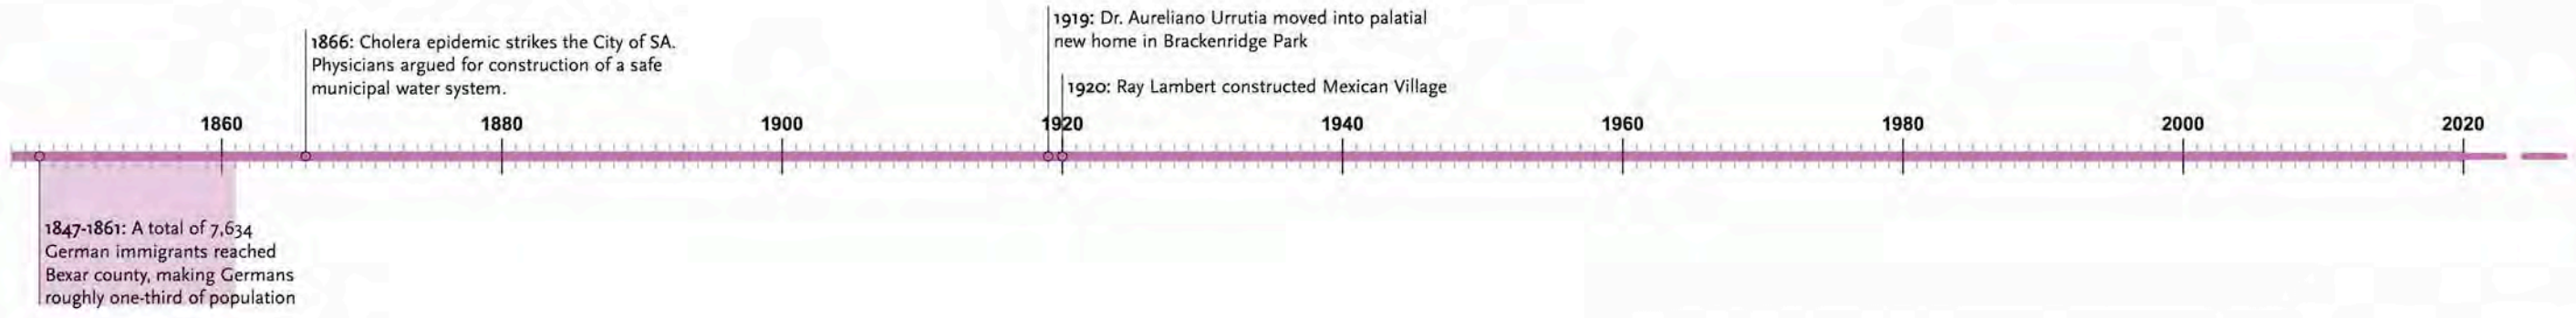 1919: Dr. Aureliano Urrutia moved into palatial
new home in Brackenridge Park
1866: Cholera epidemic strikes the City of SA.
Physicians argued for construction of a safe
municipal water system.
1920: Ray Lambert constructed Mexican Village
1860 1880 1900 1920 1940 1960 1980 2000 2020
1847-1861: A total of 7,634
German immigrants reached
Bexar county, making Germans
roughly one-third of population